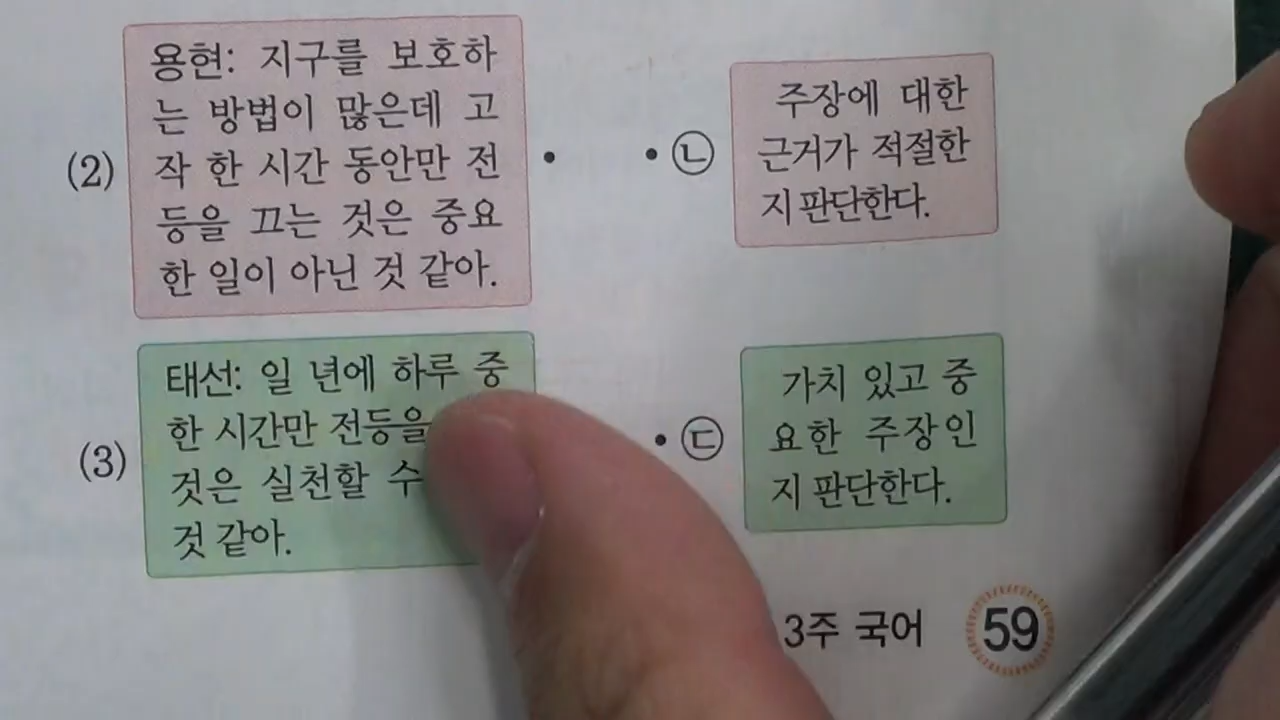 (2)
용현: 지구를 보호하
는 방법이 많은데 고
작 한 시간 동안만 전
등을 끄는 것은 중요
한 일이 아닌 것 같아.
㉡
주장에 대한
근거가 적절한
지 판단한다.
(3)
태선: 일 년에 하루 중
한 시간만 전등을
것은 실천할 수
것 같아.
㉢
가치 있고 중
요한 주장인
지 판단한다.
3주 국어 59